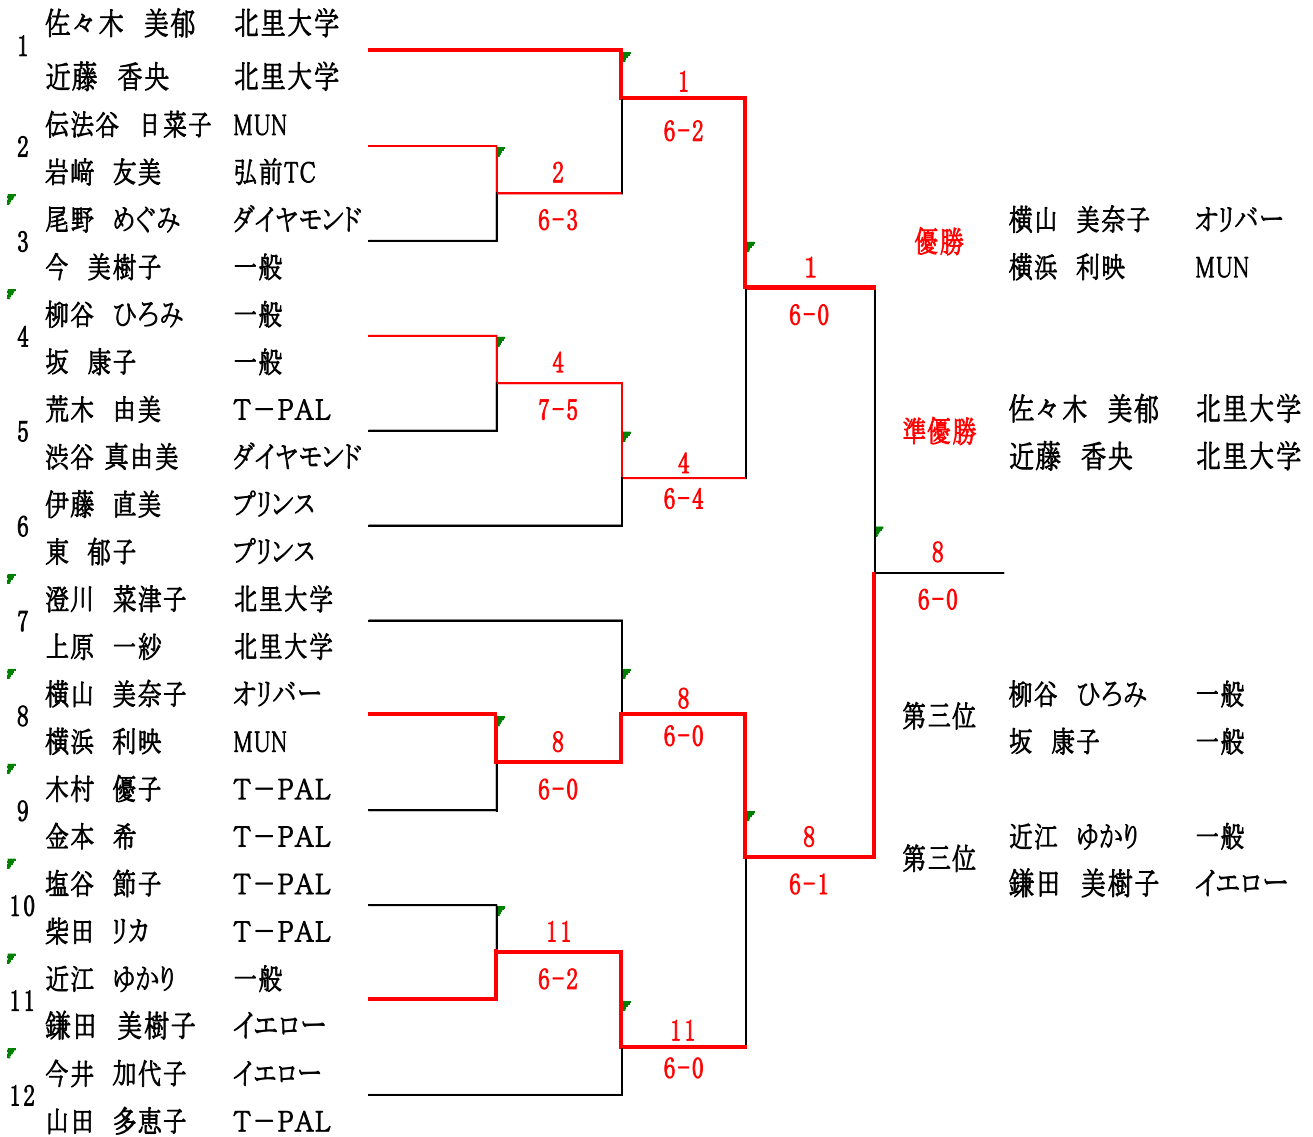 佐々木 美郁 北里大学
1
近藤 香央 北里大学
伝法谷 日菜子 MUN
2
岩﨑 友美 弘前TC
尾野 めぐみ ダイヤモンド
3
今 美樹子 一般
柳谷 ひろみ 一般
4
坂 康子 一般
荒木 由美 T－PAL
5
渋谷 真由美 ダイヤモンド
伊藤 直美 プリンス
6
東 郁子 プリンス
澄川 菜津子 北里大学
7
上原 一紗 北里大学
横山 美奈子 オリバー
8
横浜 利映 MUN
木村 優子 T－PAL
9
金本 希 T－PAL
塩谷 節子 T－PAL
10
柴田 リカ T－PAL
近江 ゆかり 一般
11
鎌田 美樹子 イエロー
今井 加代子 イエロー
12
山田 多恵子 T－PAL
2
6-3
4
7-5
8
6-0
11
6-2
1
6-2
4
6-4
8
6-0
11
6-0
1
6-0
8
6-1
8
6-0
優勝
横山 美奈子 オリバー
横浜 利映 MUN
準優勝
佐々木 美郁 北里大学
近藤 香央 北里大学
第三位
柳谷 ひろみ 一般
坂 康子 一般
第三位
近江 ゆかり 一般
鎌田 美樹子 イエロー